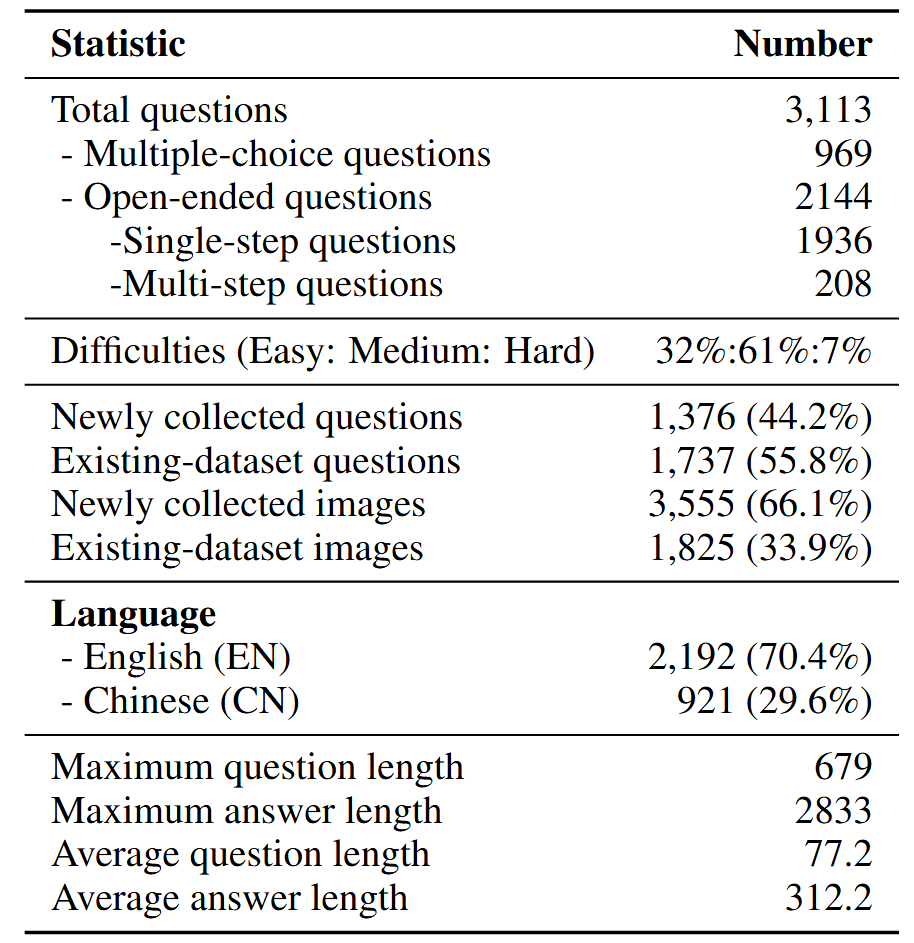 Statistic Number
Total questions 3,113
- Multiple-choice questions 969
- Open-ended questions 2144
-Single-step questions 1936
-Multi-step questions 208
Difficulties (Easy: Medium: Hard) 32%:61%:7%
Newly collected questions 1,376 (44.2%)
Existing-dataset questions 1,737 (55.8%)
Newly collected images 3,555 (66.1%)
Existing-dataset images 1,825 (33.9%)
Language
- English (EN) 2,192 (70.4%)
- Chinese (CN) 921 (29.6%)
Maximum question length 679
Maximum answer length 2833
Average question length 77.2
Average answer length 312.2